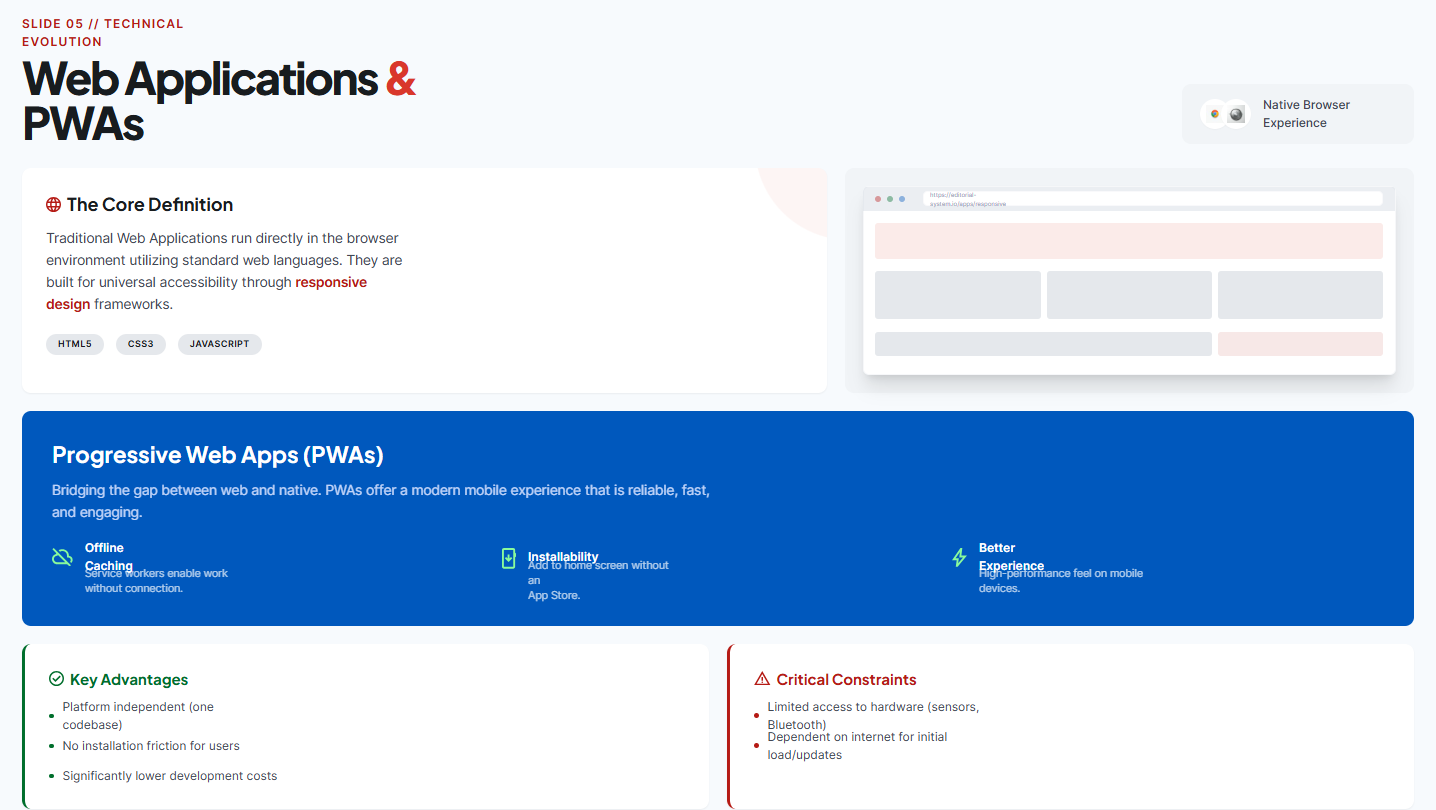 SLIDE 05 // TECHNICAL
EVOLUTION
Web Applications &
PWAs
Native Browser
Experience
The Core Definition
Traditional Web Applications run directly in the browser
environment utilizing standard web languages. They are
built for universal accessibility through responsive
design frameworks.
HTML5 CSS3 JAVASCRIPT
https://editorial-
system.io/apps/responsive
Progressive Web Apps (PWAs)
Bridging the gap between web and native. PWAs offer a modern mobile experience that is reliable, fast,
and engaging.
Offline
Caching
Service Workers enable work
without connection.
Installability
Add to home screen without
an
App Store.
Better
Experience
High-performance feel on mobile
devices.
Key Advantages
Platform independent (one
codebase)
No installation friction for users
Significantly lower development costs
Critical Constraints
Limited access to hardware (sensors,
Bluetooth)
Dependent on internet for initial
load/updates